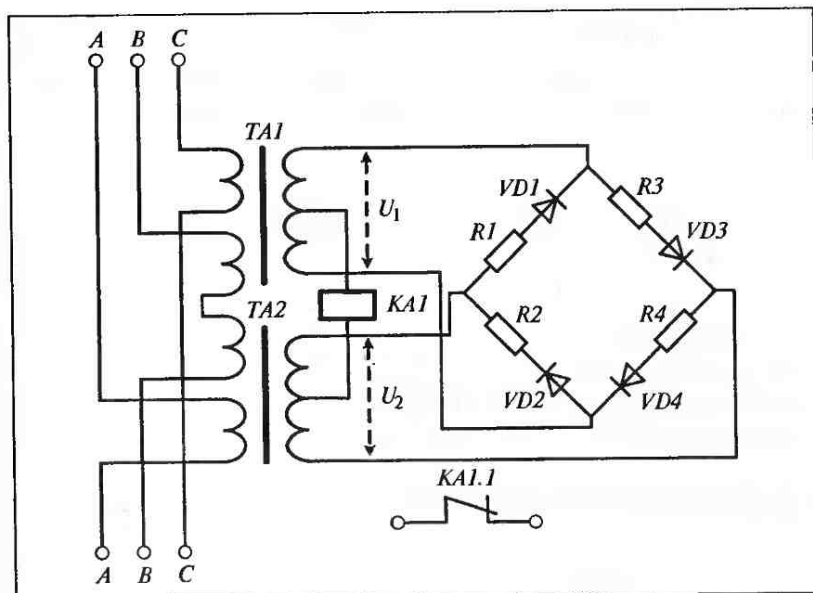 A B C
TA1
VD1
R3
U1
R1
VD3
TA2
KA1
R2
R4
U2
VD2
VD4
KA1.1
A B C